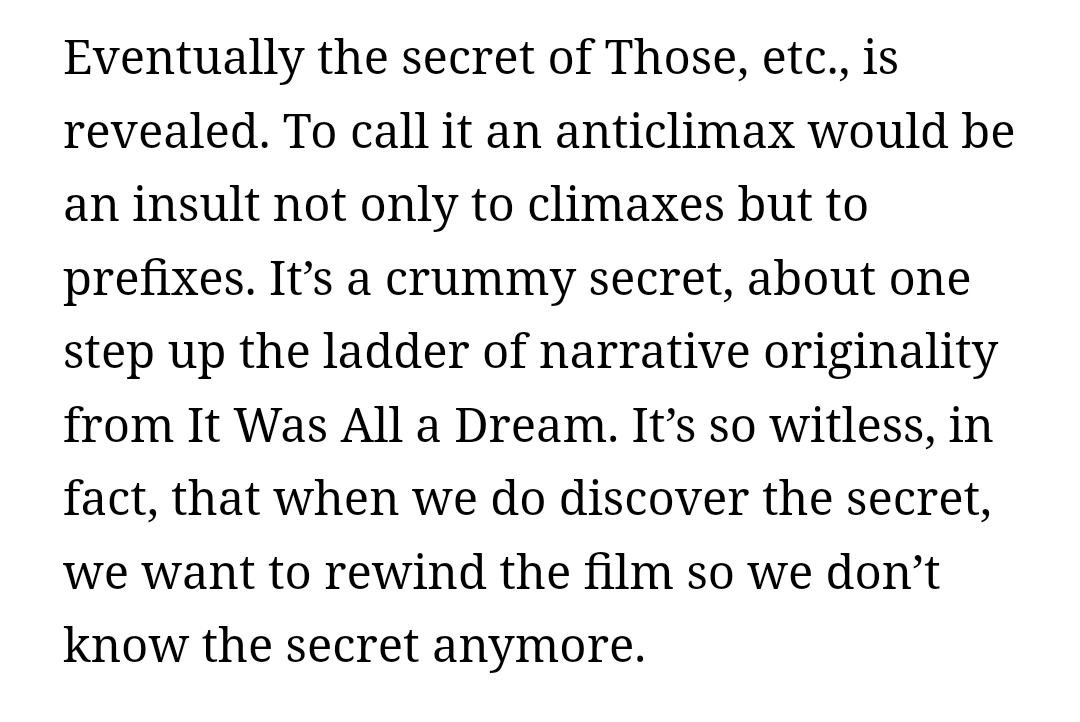 Eventually the secret of Those, etc., is
revealed. To call it an anticlimax would be
an insult not only to climaxes but to
prefixes. It’s a crummy secret, about one
step up the ladder of narrative originality
from It Was All a Dream. It’s so witless, in
fact, that when we do discover the secret,
we want to rewind the film so we don’t
know the secret anymore.